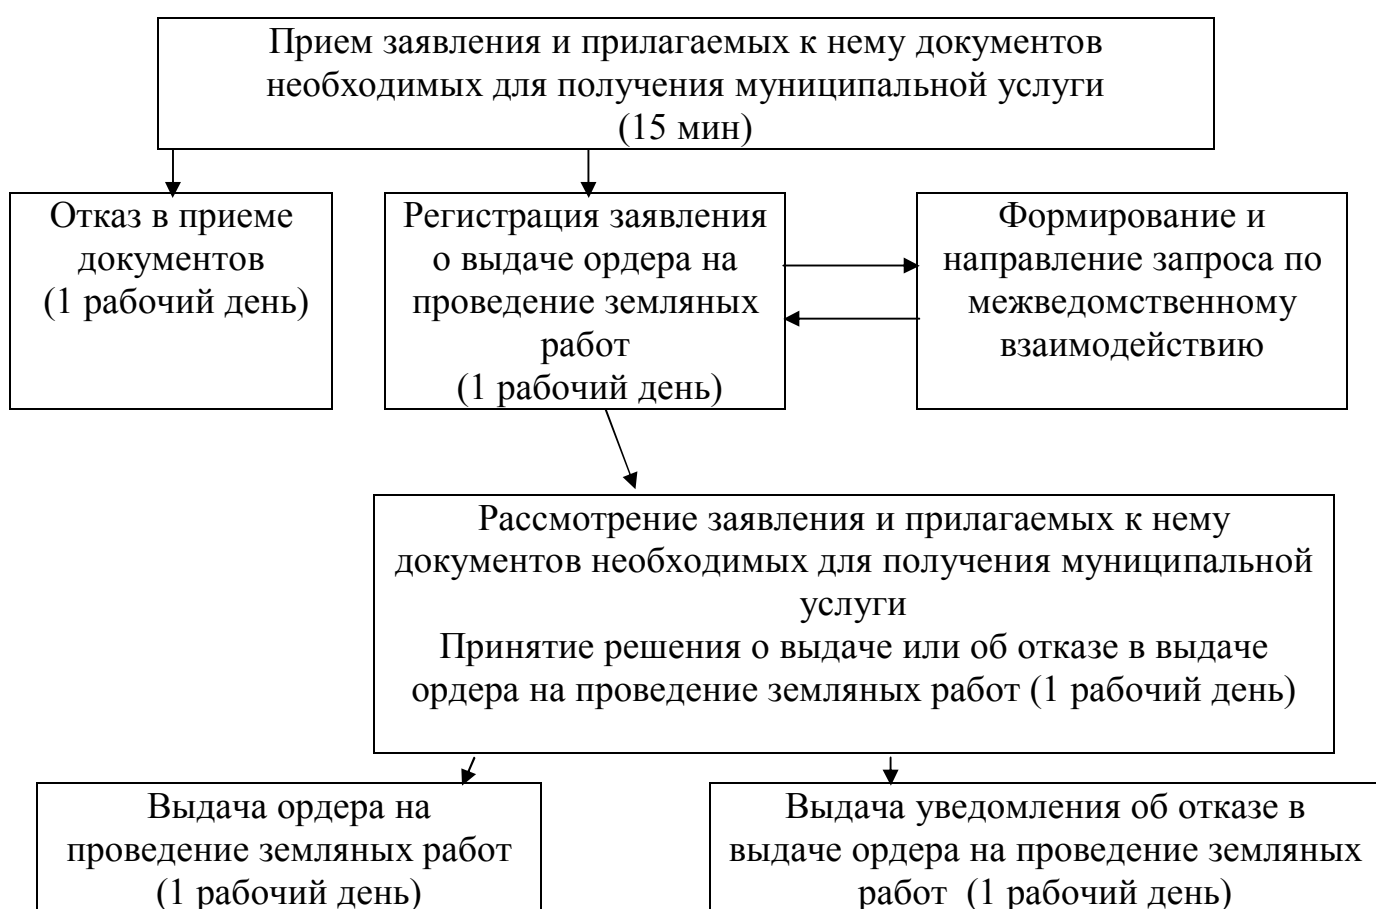 Прием заявления и прилагаемых к нему документов
необходимых для получения муниципальной услуги
(15 мин)
Отказ в приеме
документов
(1 рабочий день)
Регистрация заявления
о выдаче ордера на
проведение земляных
работ
(1 рабочий день)
Формирование и
направление запроса по
межведомственному
взаимодействию
Рассмотрение заявления и прилагаемых к нему
документов необходимых для получения муниципальной
услуги
Принятие решения о выдаче или об отказе в выдаче
ордера на проведение земляных работ (1 рабочий день)
Выдача ордера на
проведение земляных работ
(1 рабочий день)
Выдача уведомления об отказе в
выдаче ордера на проведение земляных
работ (1 рабочий день)